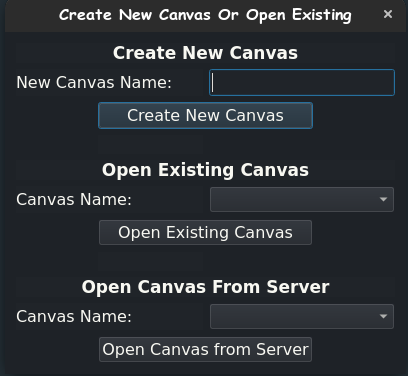 Create New Canvas Or Open Existing
Create New Canvas
New Canvas Name:
Create New Canvas
Open Existing Canvas
Canvas Name:
Open Existing Canvas
Open Canvas From Server
Canvas Name:
Open Canvas from Server